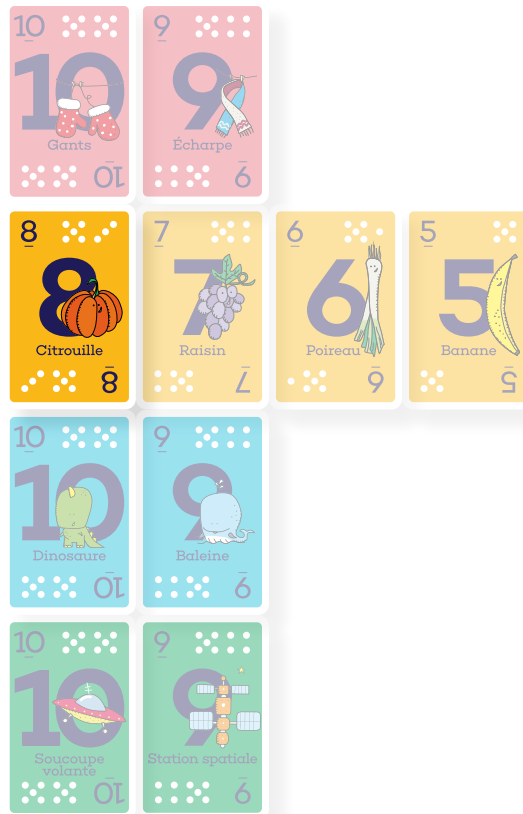 10 9
10 9
Gants Écharpe
10 9
8 7 6 5
8 7 6 5
Citrouille Raisin Poireau Banane
8 7 6 5
10 9
10 9
Dinosaure Baleine
10 9
10 9
10 9
Soucoupe volante Station spatiale
10 9